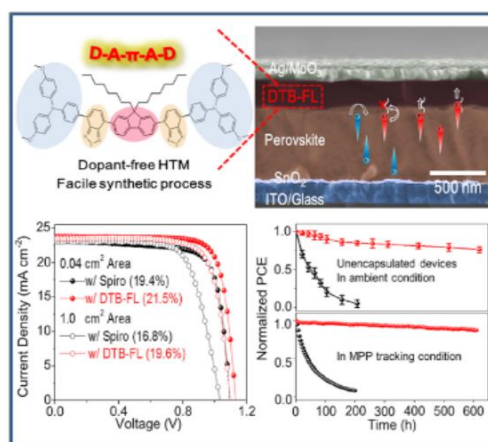 D-A-π-A-D
Dopant-free HTM
Facile synthetic process
Ag/MoO₃
DTB-FL
Perovskite
SnO₂
ITO/Glass
500 nm
Current Density (mA cm⁻²)
25
20
15
10
5
0
0.04 cm² Area
w/ Spiro (19.4%)
w/ DTB-FL (21.5%)
1.0 cm² Area
w/ Spiro (16.8%)
w/ DTB-FL (19.6%)
0.0 0.4 0.8 1.2
Voltage (V)
Normalized PCE
1.0
0.5
0.0
Unencapsulated devices
In ambient condition
1.0
0.5
0.0
In MPP tracking condition
0 100 200 300 400 500 600
Time (h)